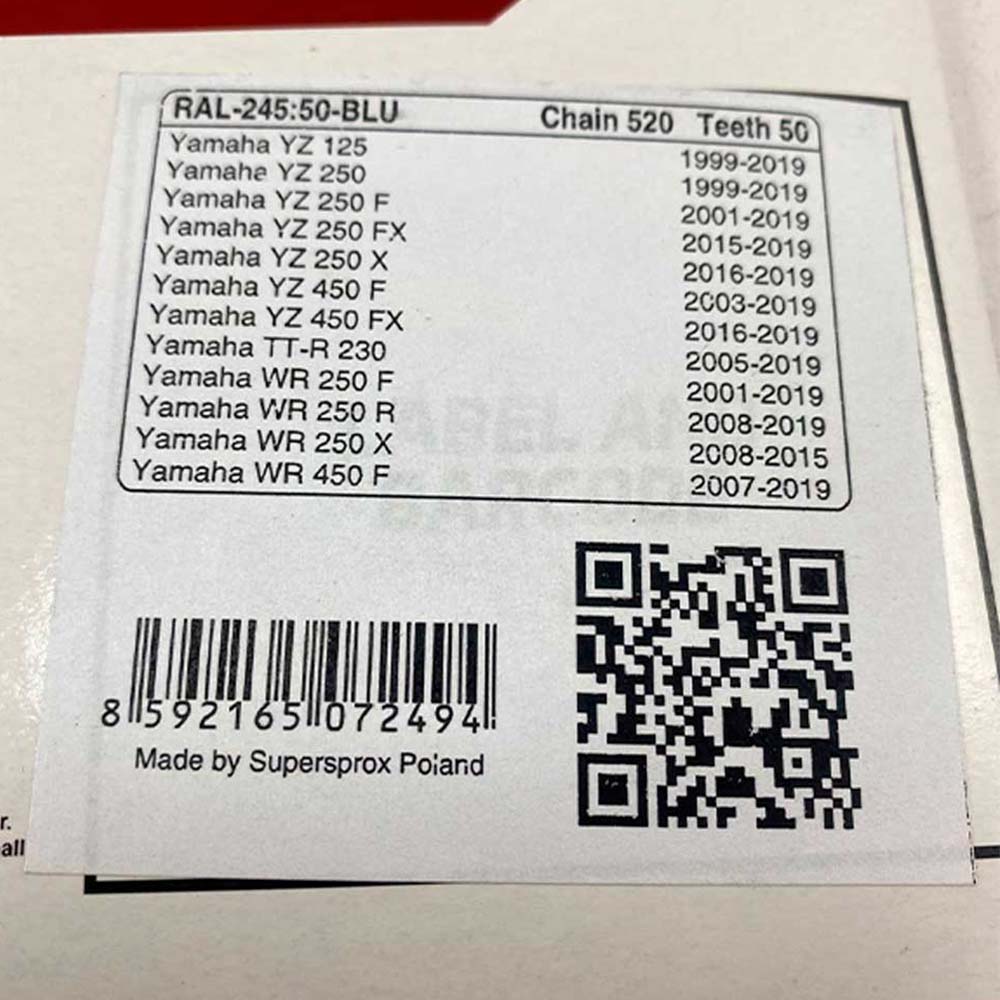 RAL-245:50-BLU Chain 520 Teeth 50
Yamaha YZ 125 1999-2019
Yamaha YZ 250 1999-2019
Yamaha YZ 250 F 2001-2019
Yamaha YZ 250 FX 2015-2019
Yamaha YZ 250 X 2016-2019
Yamaha YZ 450 F 2003-2019
Yamaha YZ 450 FX 2016-2019
Yamaha TT-R 230 2005-2019
Yamaha WR 250 F 2001-2019
Yamaha WR 250 R 2008-2019
Yamaha WR 250 X 2008-2015
Yamaha WR 450 F 2007-2019
8 592165 072494
Made by Supersprox Poland
r.
all